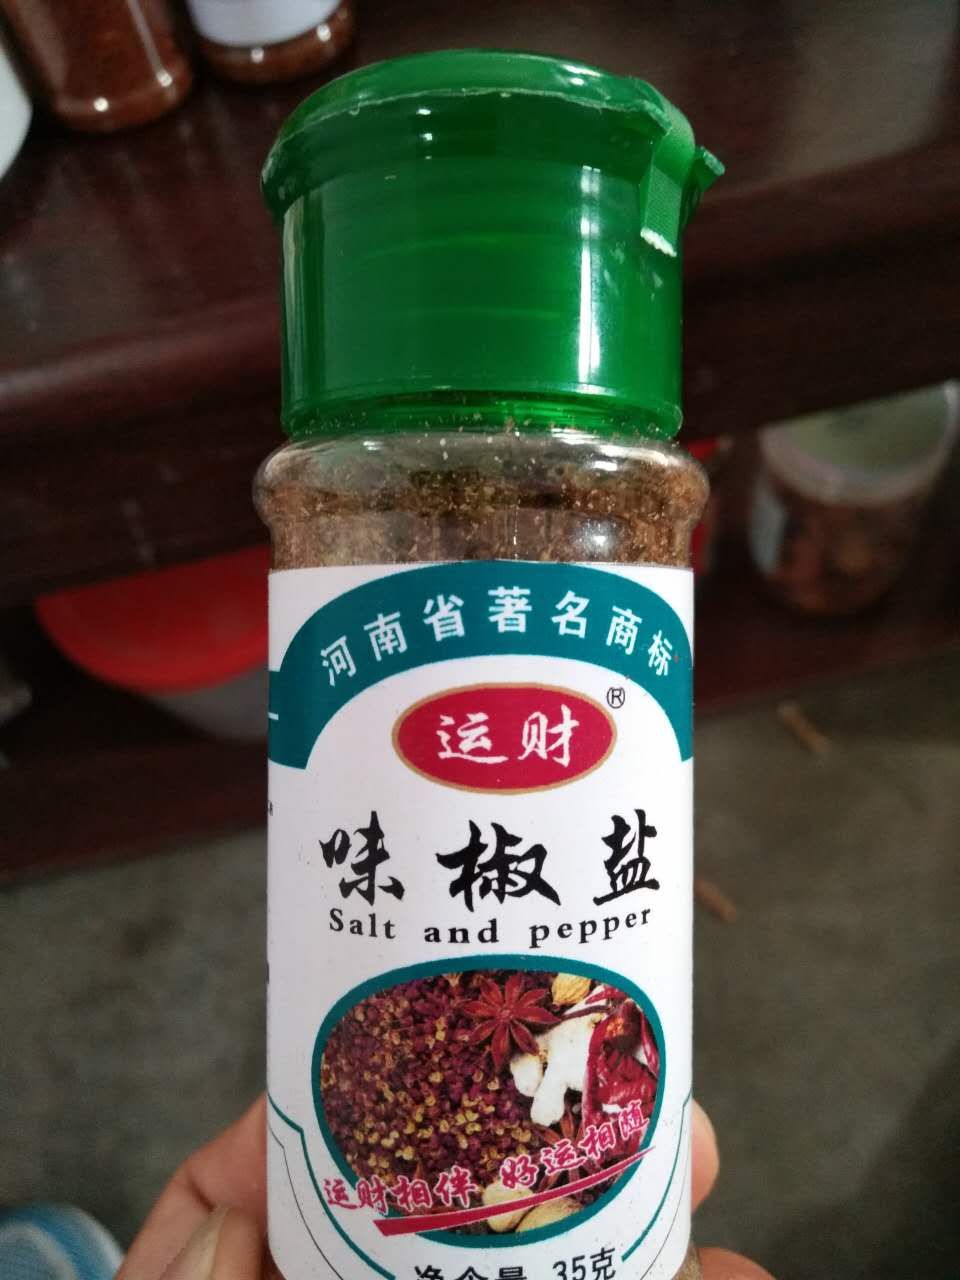 河南省著名商标
运财®
味椒盐
Salt and pepper
运财相伴 好运相随
净含量 35克